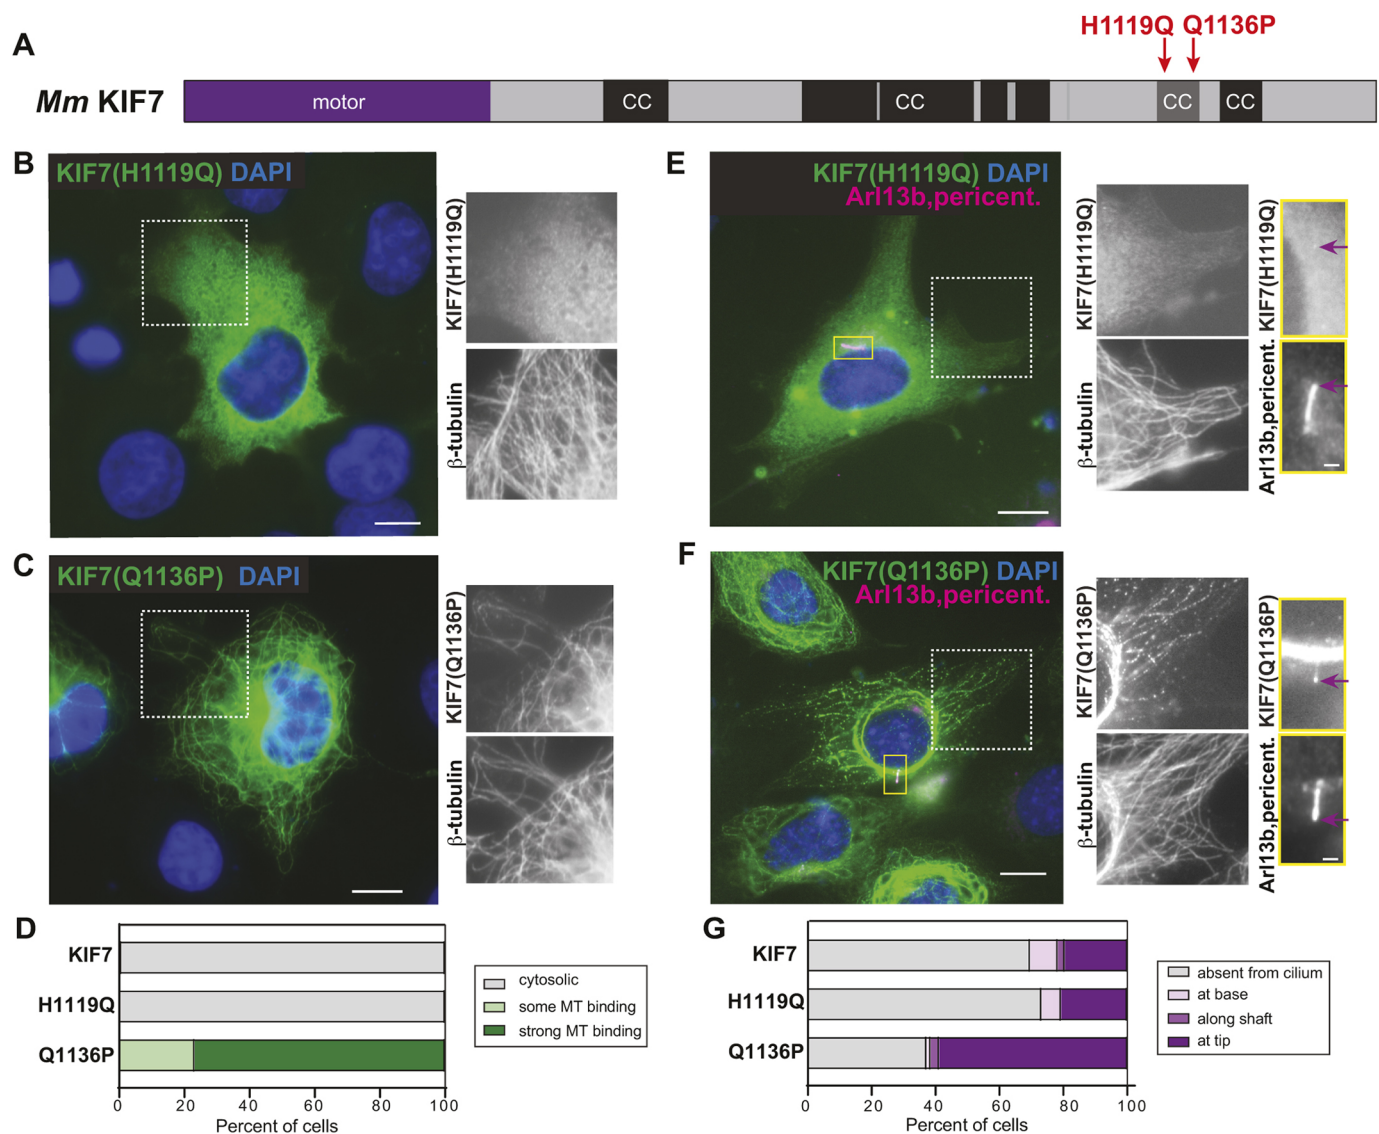 A
H1119Q Q1136P
Mm KIF7
motor
CC
CC
CC
CC
B
KIF7(H1119Q) DAPI
KIF7(H1119Q)
β-tubulin
E
KIF7(H1119Q) DAPI
Arl13b,pericent.
KIF7(H1119Q)
β-tubulin
KIF7(H1119Q)
Arl13b,pericent.
C
KIF7(Q1136P) DAPI
KIF7(Q1136P)
β-tubulin
F
KIF7(Q1136P) DAPI
Arl13b,pericent.
KIF7(Q1136P)
β-tubulin
KIF7(Q1136P)
Arl13b,pericent.
D
KIF7
H1119Q
Q1136P
0 20 40 60 80 100
Percent of cells
cytosolic
some MT binding
strong MT binding
G
KIF7
H1119Q
Q1136P
0 20 40 60 80 100
Percent of cells
absent from cilium
at base
along shaft
at tip